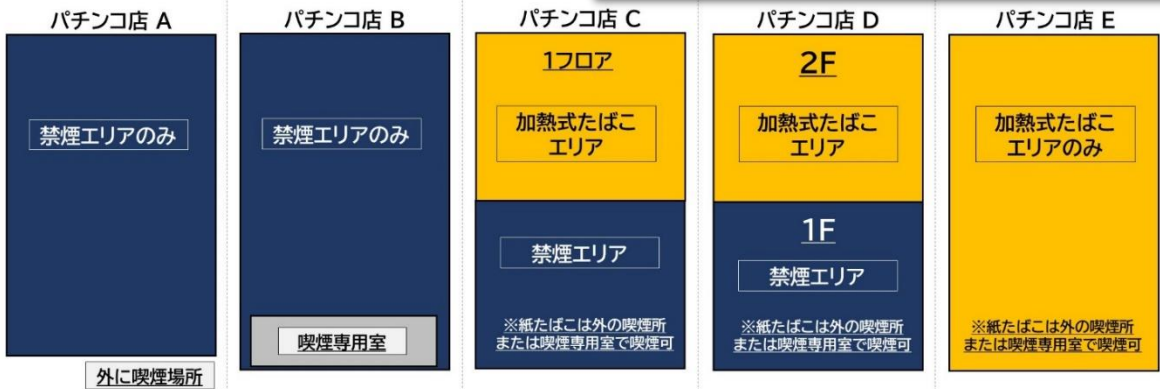 パチンコ店 A
禁煙エリアのみ
外に喫煙場所
パチンコ店 B
禁煙エリアのみ
喫煙専用室
パチンコ店 C
1フロア
加熱式たばこ
エリア
禁煙エリア
※紙たばこは外の喫煙所
または喫煙専用室で喫煙可
パチンコ店 D
2F
加熱式たばこ
エリア
1F
禁煙エリア
※紙たばこは外の喫煙所
または喫煙専用室で喫煙可
パチンコ店 E
加熱式たばこ
エリアのみ
※紙たばこは外の喫煙所
または喫煙専用室で喫煙可